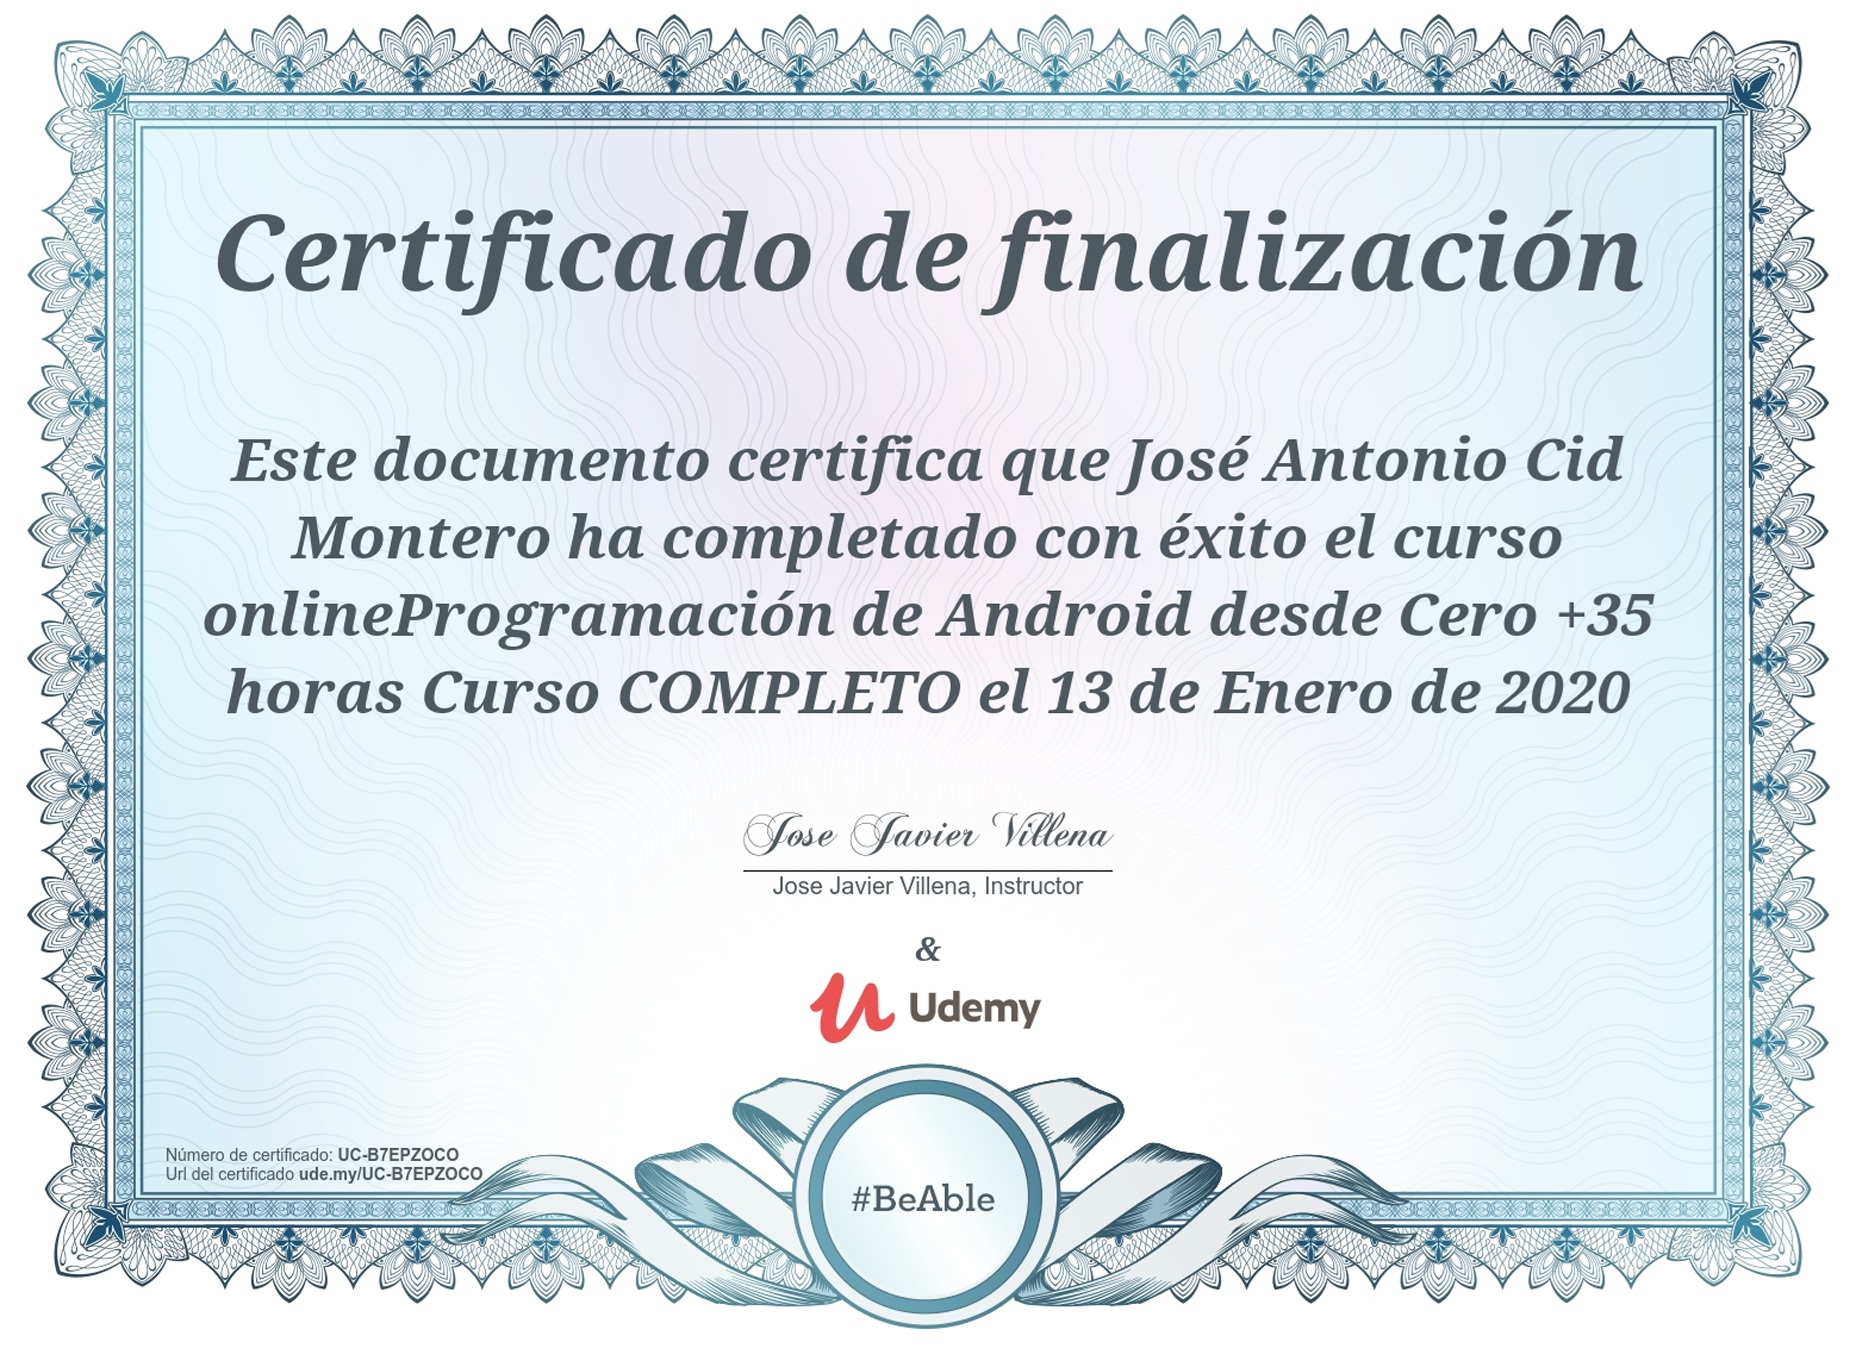 Certificado de finalización
Este documento certifica que José Antonio Cid
Montero ha completado con éxito el curso
onlineProgramación de Android desde Cero +35
horas Curso COMPLETO el 13 de Enero de 2020
Jose Javier Villena
Jose Javier Villena, Instructor
&
Udemy
Número de certificado: UC-B7EPZOCO
Url del certificado ude.my/UC-B7EPZOCO
#BeAble